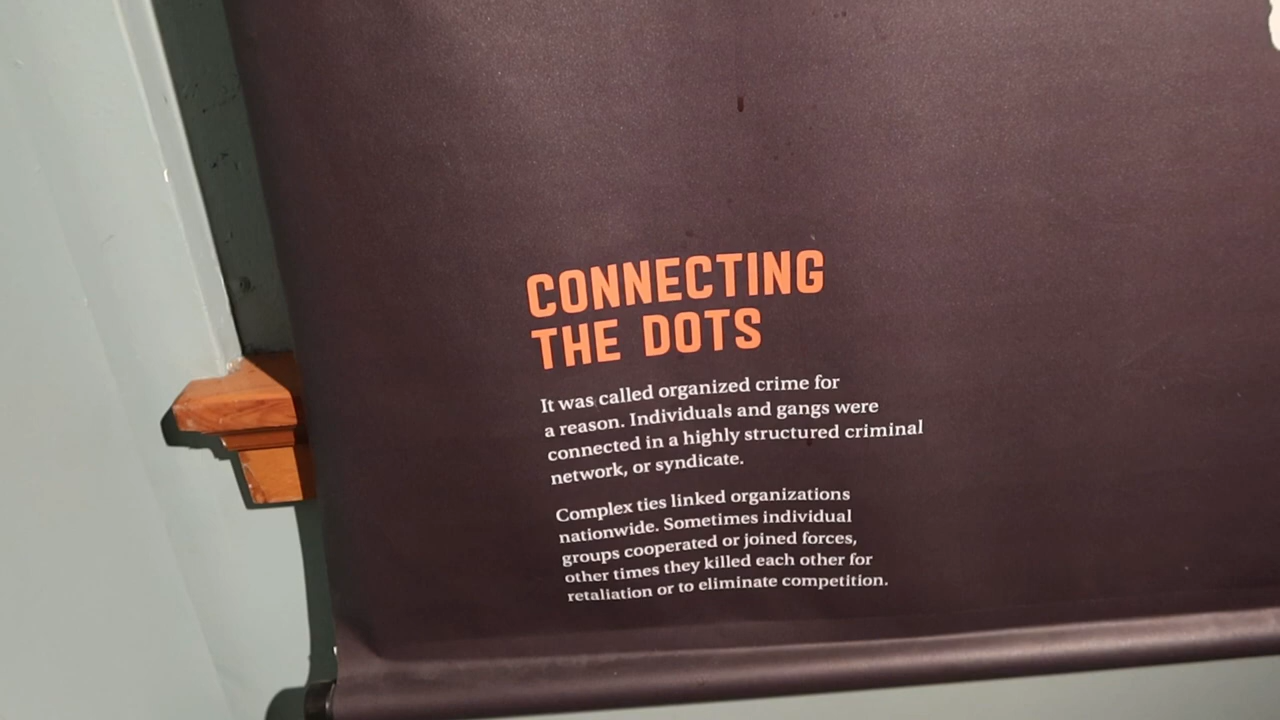 CONNECTING
THE DOTS
It was called organized crime for
a reason. Individuals and gangs were
connected in a highly structured criminal
network, or syndicate.
Complex ties linked organizations
nationwide. Sometimes individual
groups cooperated or joined forces,
other times they killed each other for
retaliation or to eliminate competition.